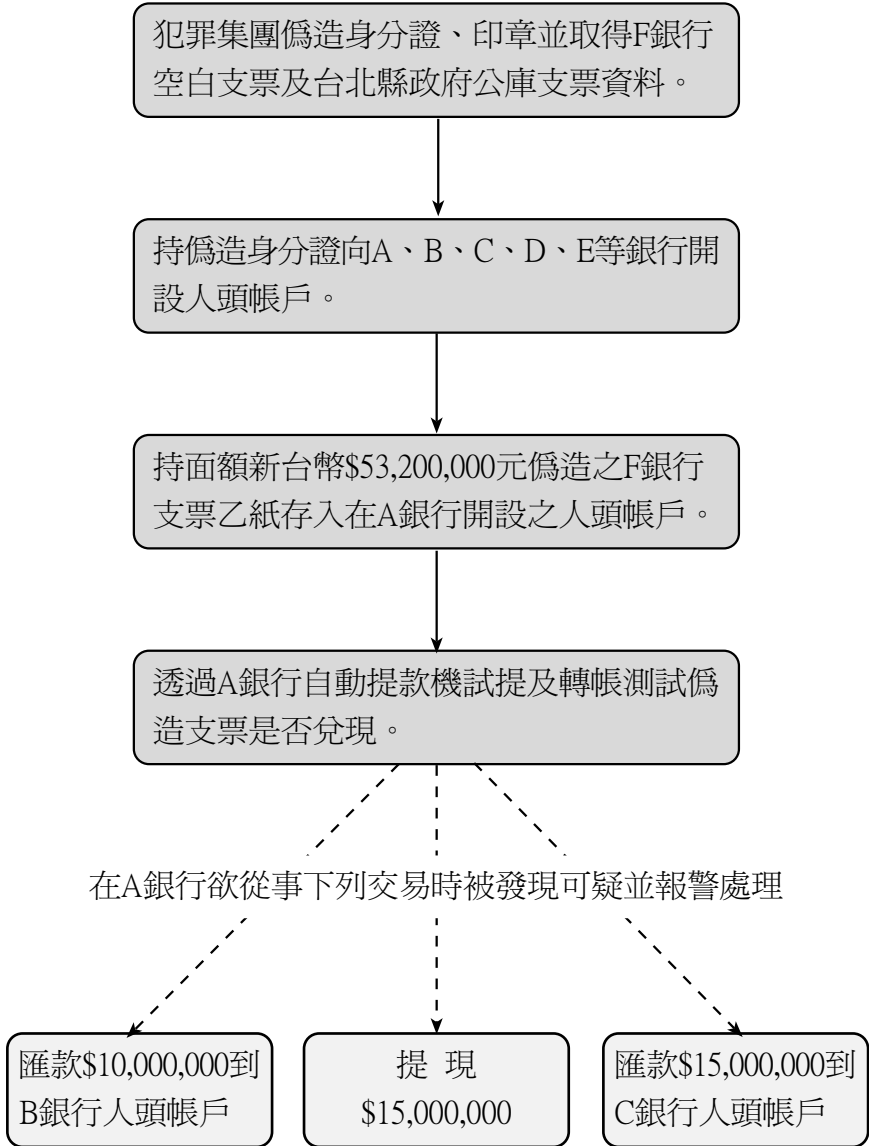 犯罪集團偽造身分證、印章並取得F銀行
空白支票及台北縣政府公庫支票資料。
持偽造身分證向A、B、C、D、E等銀行開
設人頭帳戶。
持面額新台幣$53,200,000元偽造之F銀行
支票乙紙存入在A銀行開設之人頭帳戶。
透過A銀行自動提款機試提及轉帳測試偽
造支票是否兌現。
在A銀行欲從事下列交易時被發現可疑並報警處理
匯款$10,000,000到
B銀行人頭帳戶
提 現
$15,000,000
匯款$15,000,000到
C銀行人頭帳戶